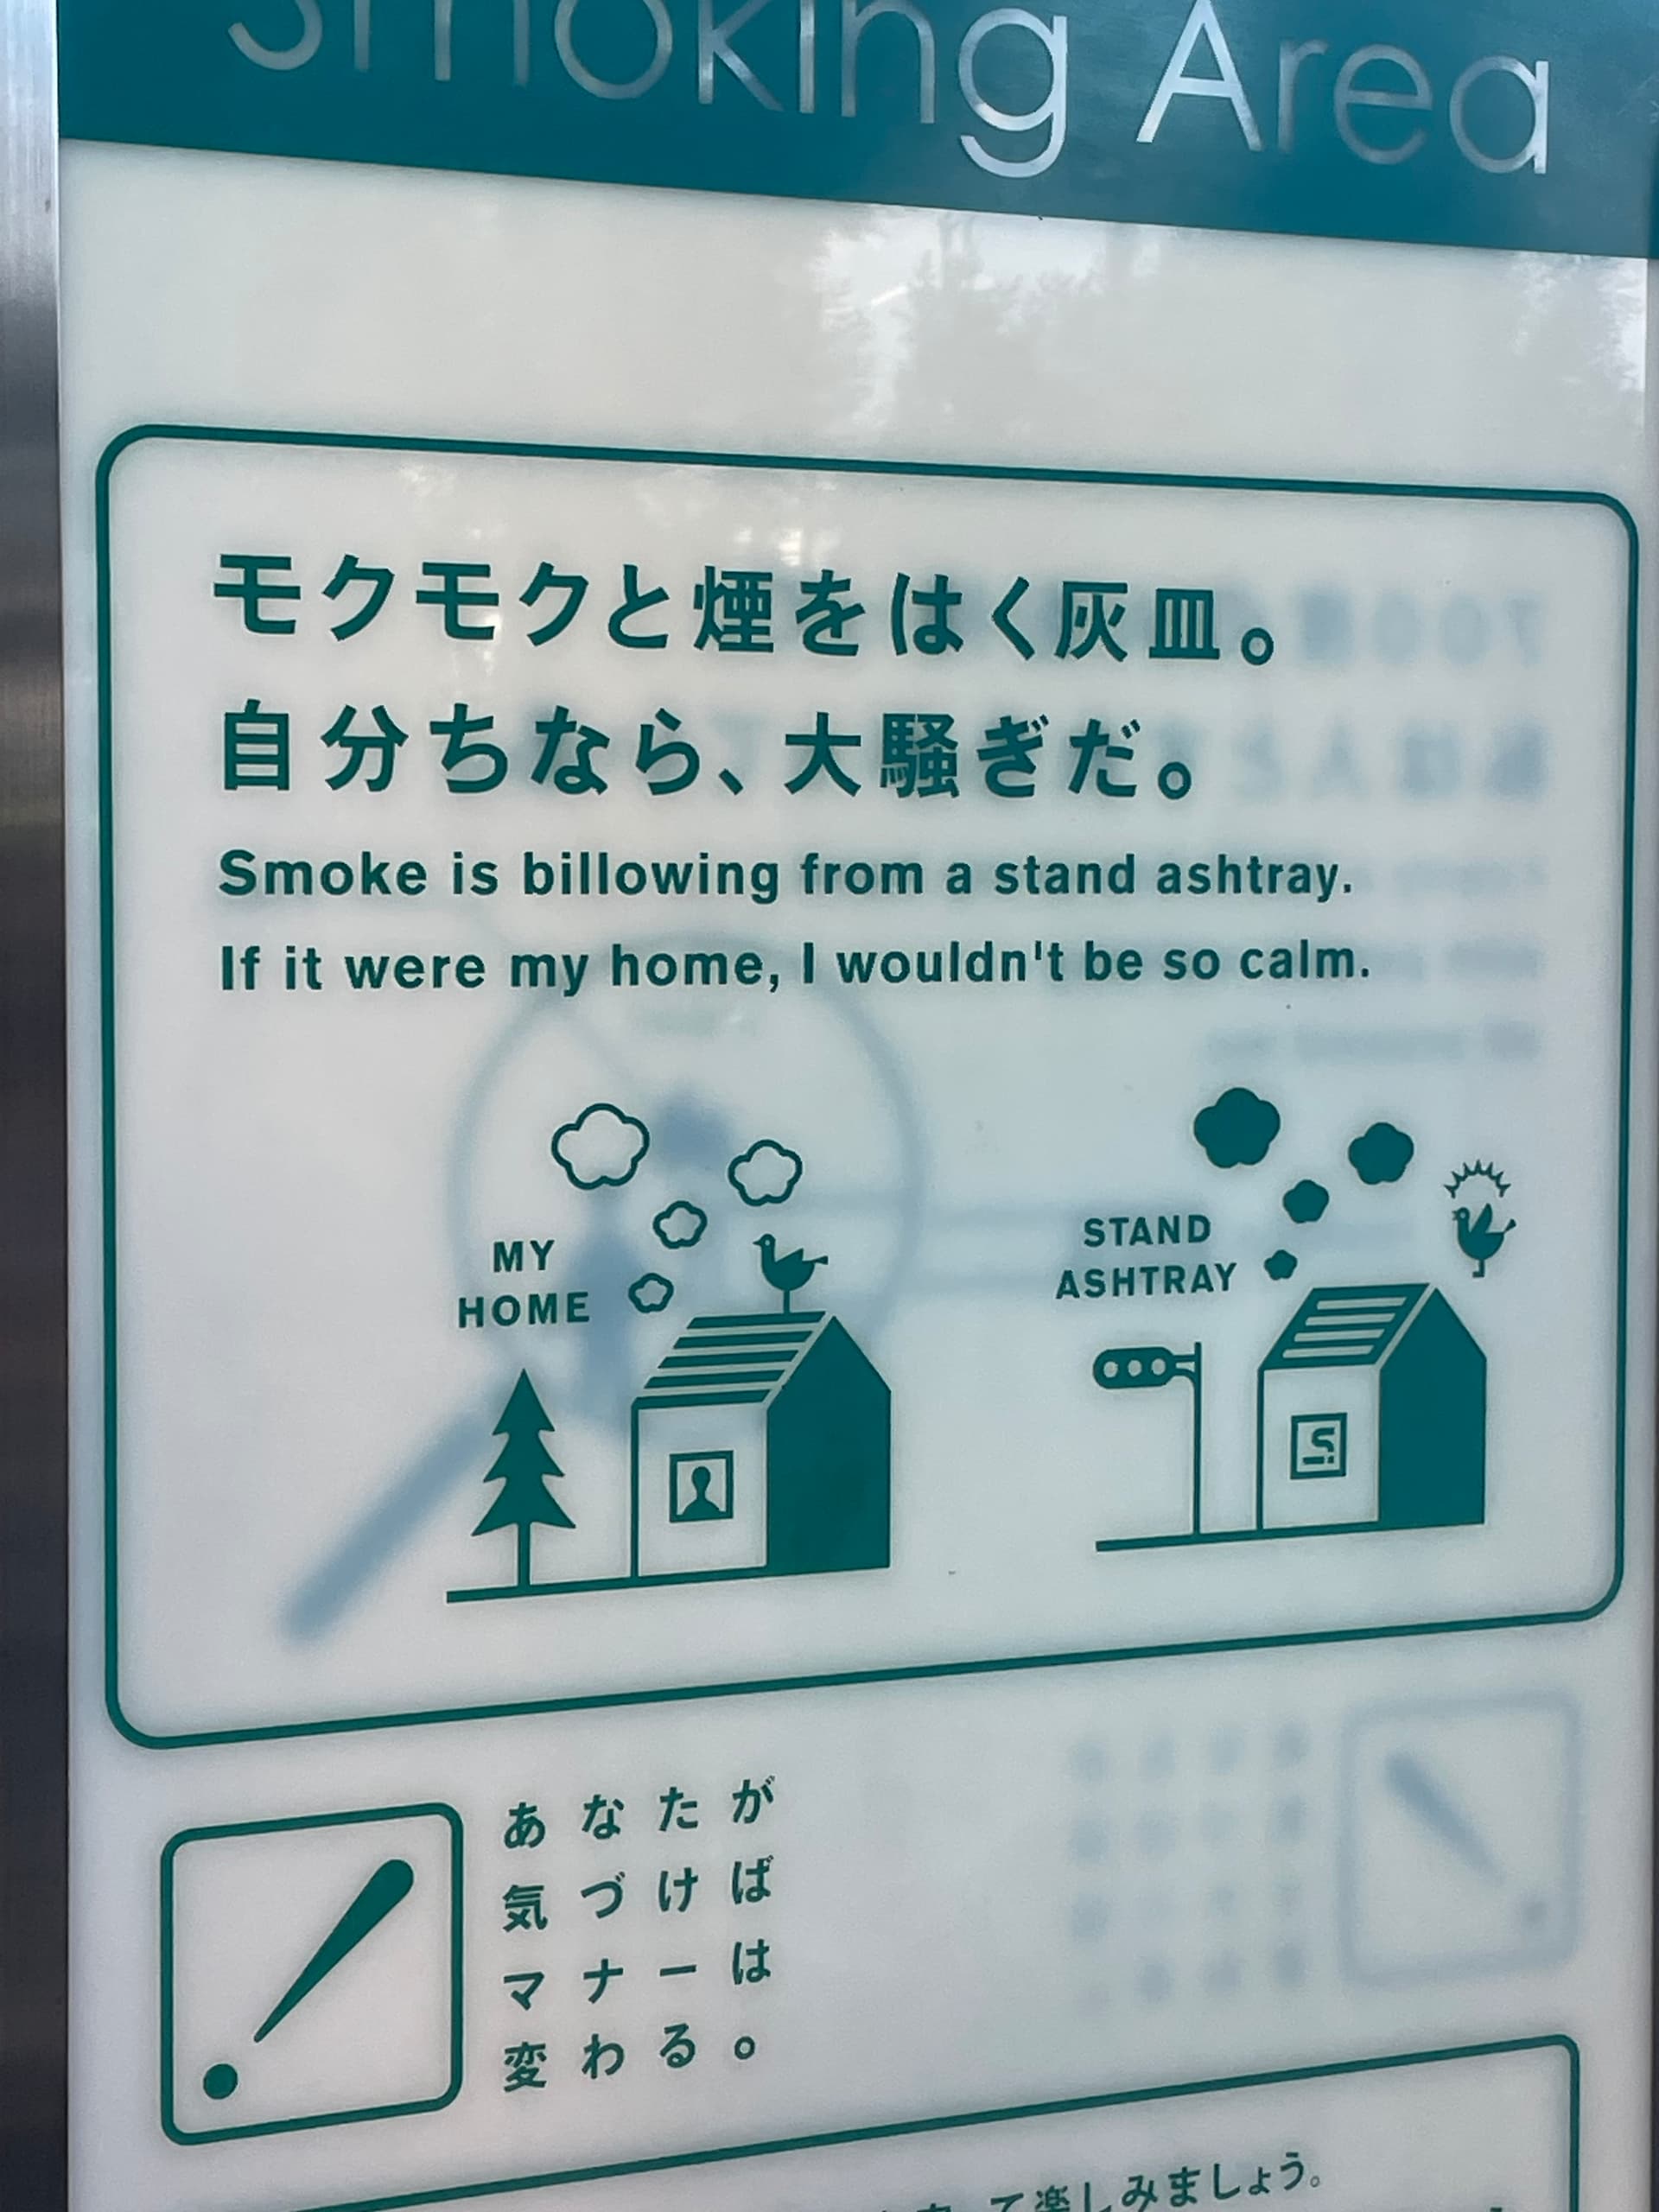 Smoking Area
モクモクと煙をはく灰皿。
自分ちなら、大騒ぎだ。
Smoke is billowing from a stand ashtray.
If it were my home, I wouldn't be so calm.
MY
HOME
STAND
ASHTRAY
あなたが
気づけば
マナーは
変わる。
て楽しみましょう。